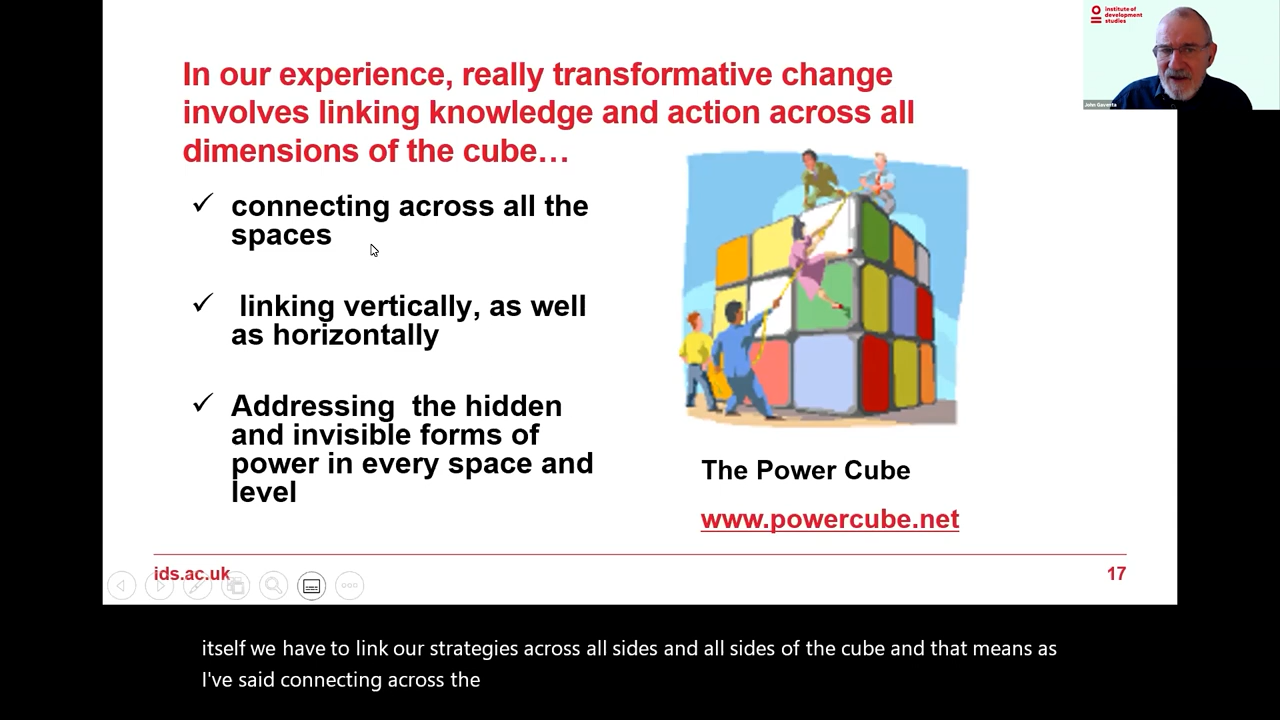 institute of
development
studies
John Gaventa
In our experience, really transformative change
involves linking knowledge and action across all
dimensions of the cube…
✓ connecting across all the
spaces
✓ linking vertically, as well
as horizontally
✓ Addressing the hidden
and invisible forms of
power in every space and
level
The Power Cube
www.powercube.net
ids.ac.uk
17
itself we have to link our strategies across all sides and all sides of the cube and that means as
I've said connecting across the